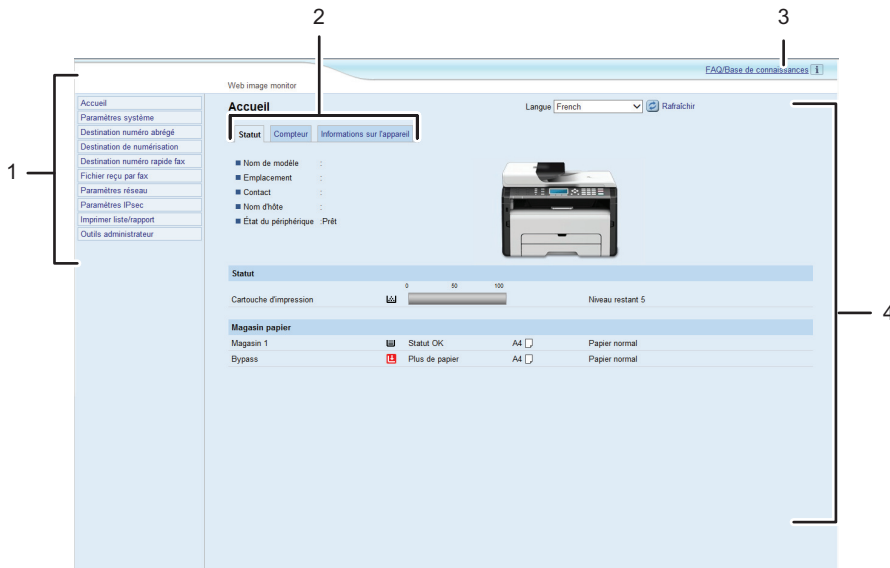 2
3
FAQ/Base de connaissances
Web image monitor
1
Accueil
Paramètres système
Destination numéro abrégé
Destination de numérisation
Destination numéro rapide fax
Fichier reçu par fax
Paramètres réseau
Paramètres IPsec
Imprimer liste/rapport
Outils administrateur
Accueil
Langue French Rafraîchir
Statut Compteur Informations sur l'appareil
Nom de modèle :
Emplacement :
Contact :
Nom d'hôte :
État du périphérique :Prêt
4
Statut
0 50 100
Cartouche d'impression Niveau restant 5
Magasin papier
Magasin 1 Statut OK A4 Papier normal
Bypass Plus de papier A4 Papier normal